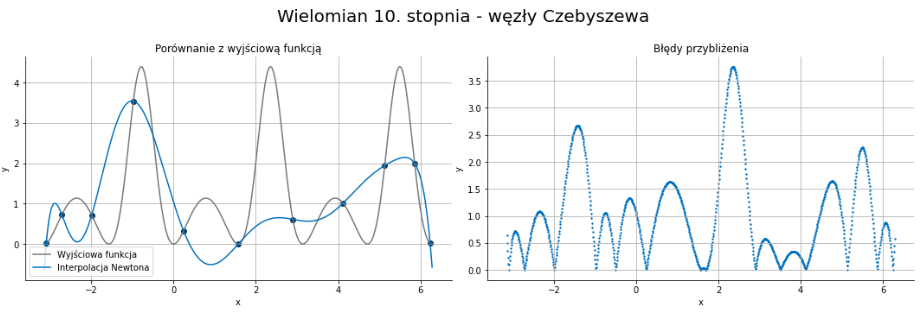 Wielomian 10. stopnia - węzły Czebyszewa
Porównanie z wyjściową funkcją
y
4
3
2
1
0
Wyjściowa funkcja
Interpolacja Newtona
−2 0 2 4 6
x
Błędy przybliżenia
y
3.5
3.0
2.5
2.0
1.5
1.0
0.5
0.0
−2 0 2 4 6
x